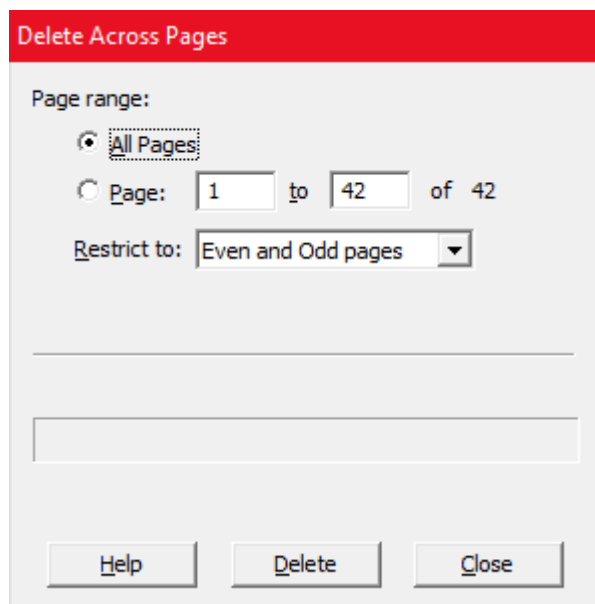 Delete Across Pages
Page range:
All Pages
Page: 1 to 42 of 42
Restrict to: Even and Odd pages
Help Delete Close